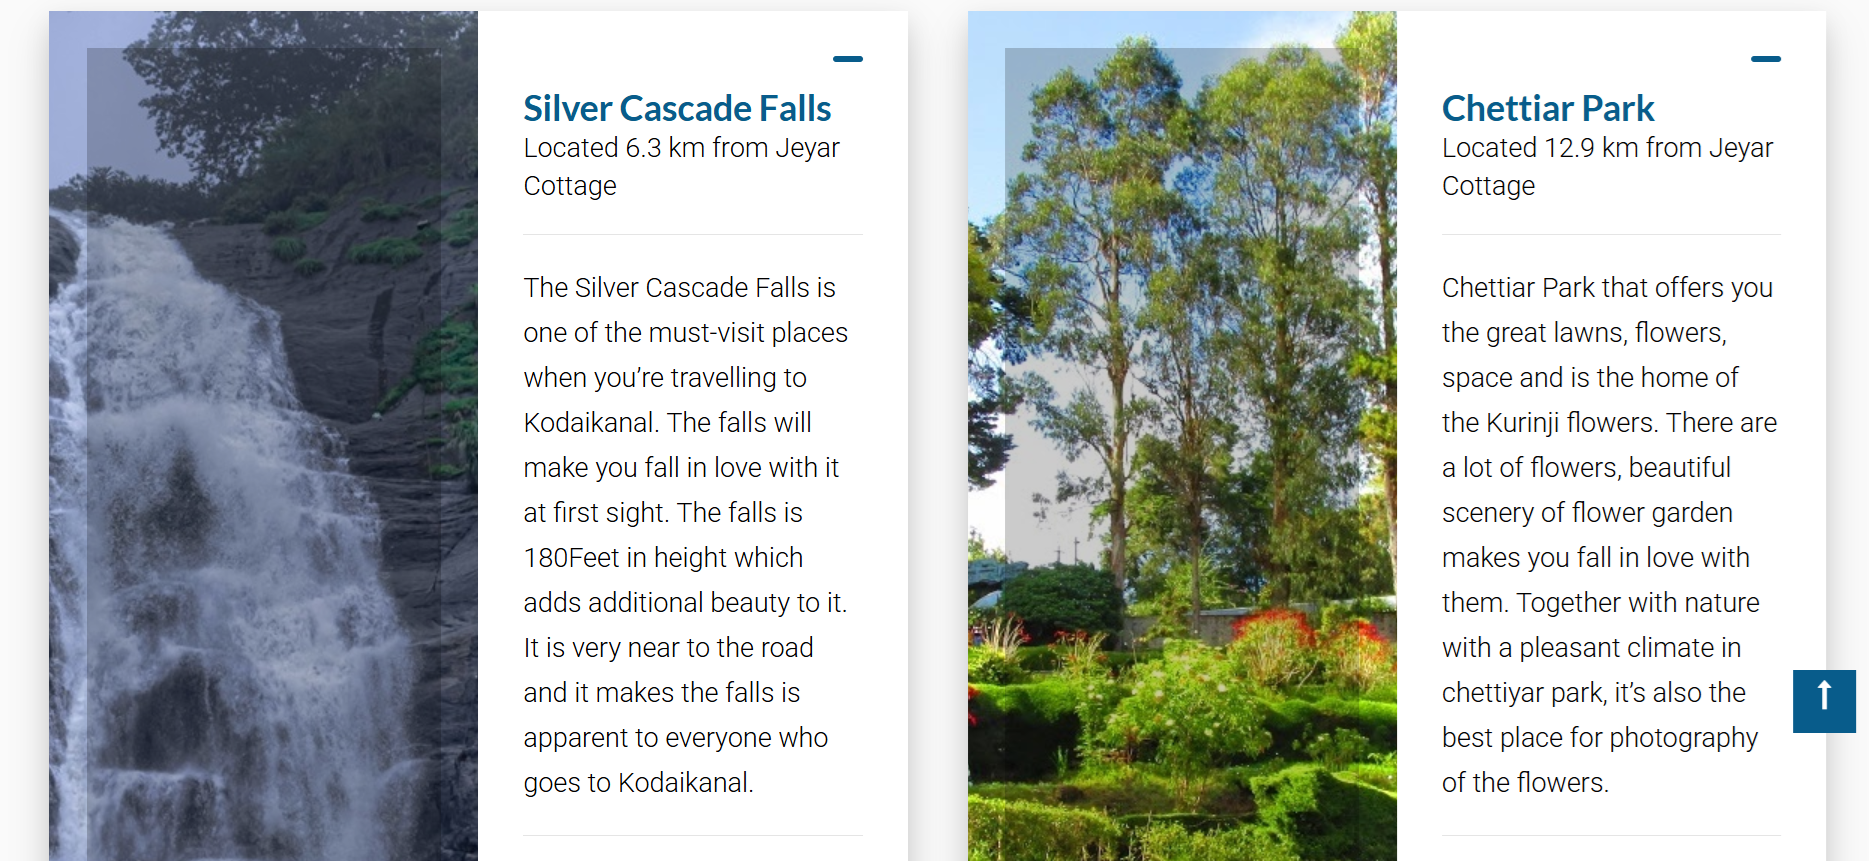 Silver Cascade Falls
Located 6.3 km from Jeyar
Cottage
The Silver Cascade Falls is
one of the must-visit places
when you’re travelling to
Kodaikanal. The falls will
make you fall in love with it
at first sight. The falls is
180Feet in height which
adds additional beauty to it.
It is very near to the road
and it makes the falls is
apparent to everyone who
goes to Kodaikanal.
Chettiar Park
Located 12.9 km from Jeyar
Cottage
Chettiar Park that offers you
the great lawns, flowers,
space and is the home of
the Kurinji flowers. There are
a lot of flowers, beautiful
scenery of flower garden
makes you fall in love with
them. Together with nature
with a pleasant climate in
chettiyar park, it’s also the
best place for photography
of the flowers.